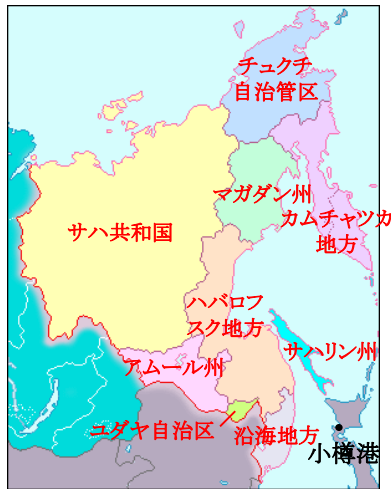 チュクチ
自治管区
マガダン州
カムチャツカ
地方
サハ共和国
ハバロフ
スク地方
サハリン州
アムール州
ユダヤ自治区
沿海地方
小樽港